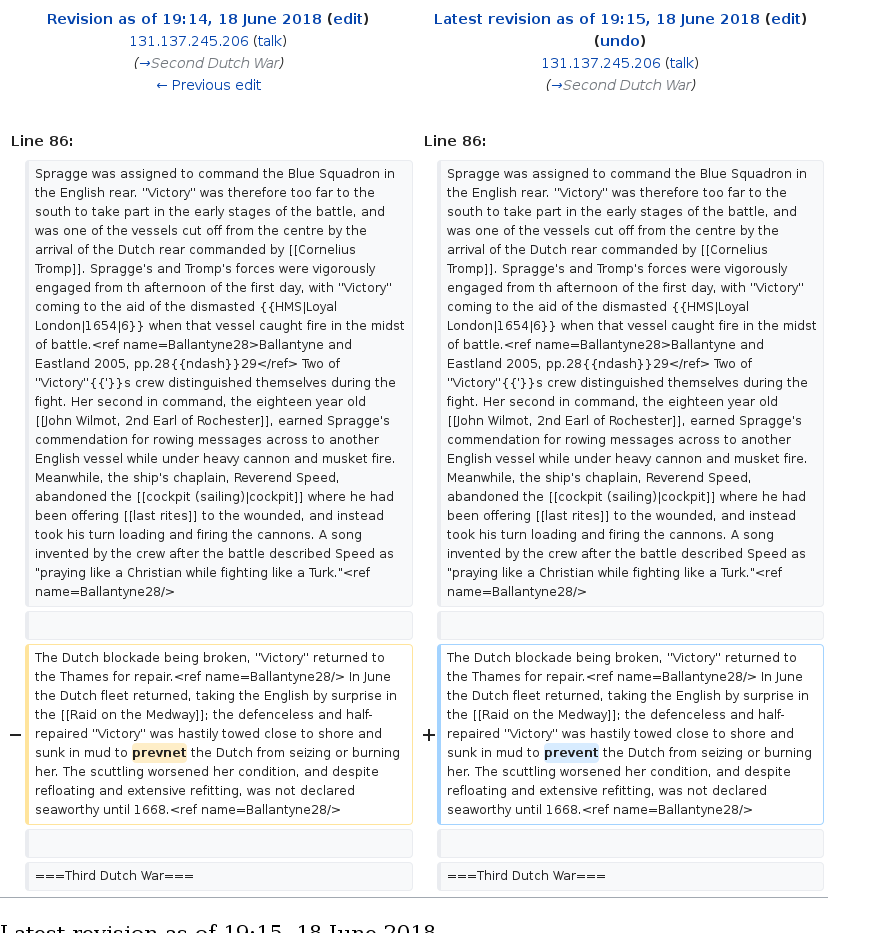 Revision as of 19:14, 18 June 2018 (edit)
131.137.245.206 (talk)
(→Second Dutch War)
← Previous edit
Latest revision as of 19:15, 18 June 2018 (edit)
(undo)
131.137.245.206 (talk)
(→Second Dutch War)
Line 86:
Line 86:
Spragge was assigned to command the Blue Squadron in
the English rear. ''Victory'' was therefore too far to the
south to take part in the early stages of the battle, and
was one of the vessels cut off from the centre by the
arrival of the Dutch rear commanded by [[Cornelius
Tromp]]. Spragge's and Tromp's forces were vigorously
engaged from th afternoon of the first day, with ''Victory''
coming to the aid of the dismasted {{HMS|Loyal
London|1654|6}} when that vessel caught fire in the midst
of battle.<ref name=Ballantyne28>Ballantyne and
Eastland 2005, pp.28{{ndash}}29</ref> Two of
''Victory''{{'}}s crew distinguished themselves during the
fight. Her second in command, the eighteen year old
[[John Wilmot, 2nd Earl of Rochester]], earned Spragge's
commendation for rowing messages across to another
English vessel while under heavy cannon and musket fire.
Meanwhile, the ship's chaplain, Reverend Speed,
abandoned the [[cockpit (sailing)|cockpit]] where he had
been offering [[last rites]] to the wounded, and instead
took his turn loading and firing the cannons. A song
invented by the crew after the battle described Speed as
"praying like a Christian while fighting like a Turk."<ref
name=Ballantyne28/>
Spragge was assigned to command the Blue Squadron in
the English rear. ''Victory'' was therefore too far to the
south to take part in the early stages of the battle, and
was one of the vessels cut off from the centre by the
arrival of the Dutch rear commanded by [[Cornelius
Tromp]]. Spragge's and Tromp's forces were vigorously
engaged from th afternoon of the first day, with ''Victory''
coming to the aid of the dismasted {{HMS|Loyal
London|1654|6}} when that vessel caught fire in the midst
of battle.<ref name=Ballantyne28>Ballantyne and
Eastland 2005, pp.28{{ndash}}29</ref> Two of
''Victory''{{'}}s crew distinguished themselves during the
fight. Her second in command, the eighteen year old
[[John Wilmot, 2nd Earl of Rochester]], earned Spragge's
commendation for rowing messages across to another
English vessel while under heavy cannon and musket fire.
Meanwhile, the ship's chaplain, Reverend Speed,
abandoned the [[cockpit (sailing)|cockpit]] where he had
been offering [[last rites]] to the wounded, and instead
took his turn loading and firing the cannons. A song
invented by the crew after the battle described Speed as
"praying like a Christian while fighting like a Turk."<ref
name=Ballantyne28/>
−
The Dutch blockade being broken, ''Victory'' returned to
the Thames for repair.<ref name=Ballantyne28/> In June
the Dutch fleet returned, taking the English by surprise in
the [[Raid on the Medway]]; the defenceless and half-
repaired ''Victory'' was hastily towed close to shore and
sunk in mud to prevnet the Dutch from seizing or burning
her. The scuttling worsened her condition, and despite
refloating and extensive refitting, was not declared
seaworthy until 1668.<ref name=Ballantyne28/>
+
The Dutch blockade being broken, ''Victory'' returned to
the Thames for repair.<ref name=Ballantyne28/> In June
the Dutch fleet returned, taking the English by surprise in
the [[Raid on the Medway]]; the defenceless and half-
repaired ''Victory'' was hastily towed close to shore and
sunk in mud to prevent the Dutch from seizing or burning
her. The scuttling worsened her condition, and despite
refloating and extensive refitting, was not declared
seaworthy until 1668.<ref name=Ballantyne28/>
===Third Dutch War===
===Third Dutch War===
Latest revision as of 19:15, 18 June 2018